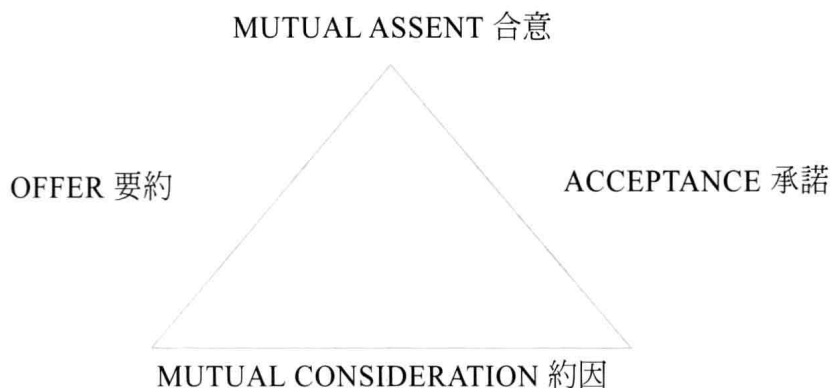 MUTUAL ASSENT 合意
OFFER 要約
ACCEPTANCE 承諾
MUTUAL CONSIDERATION 約因